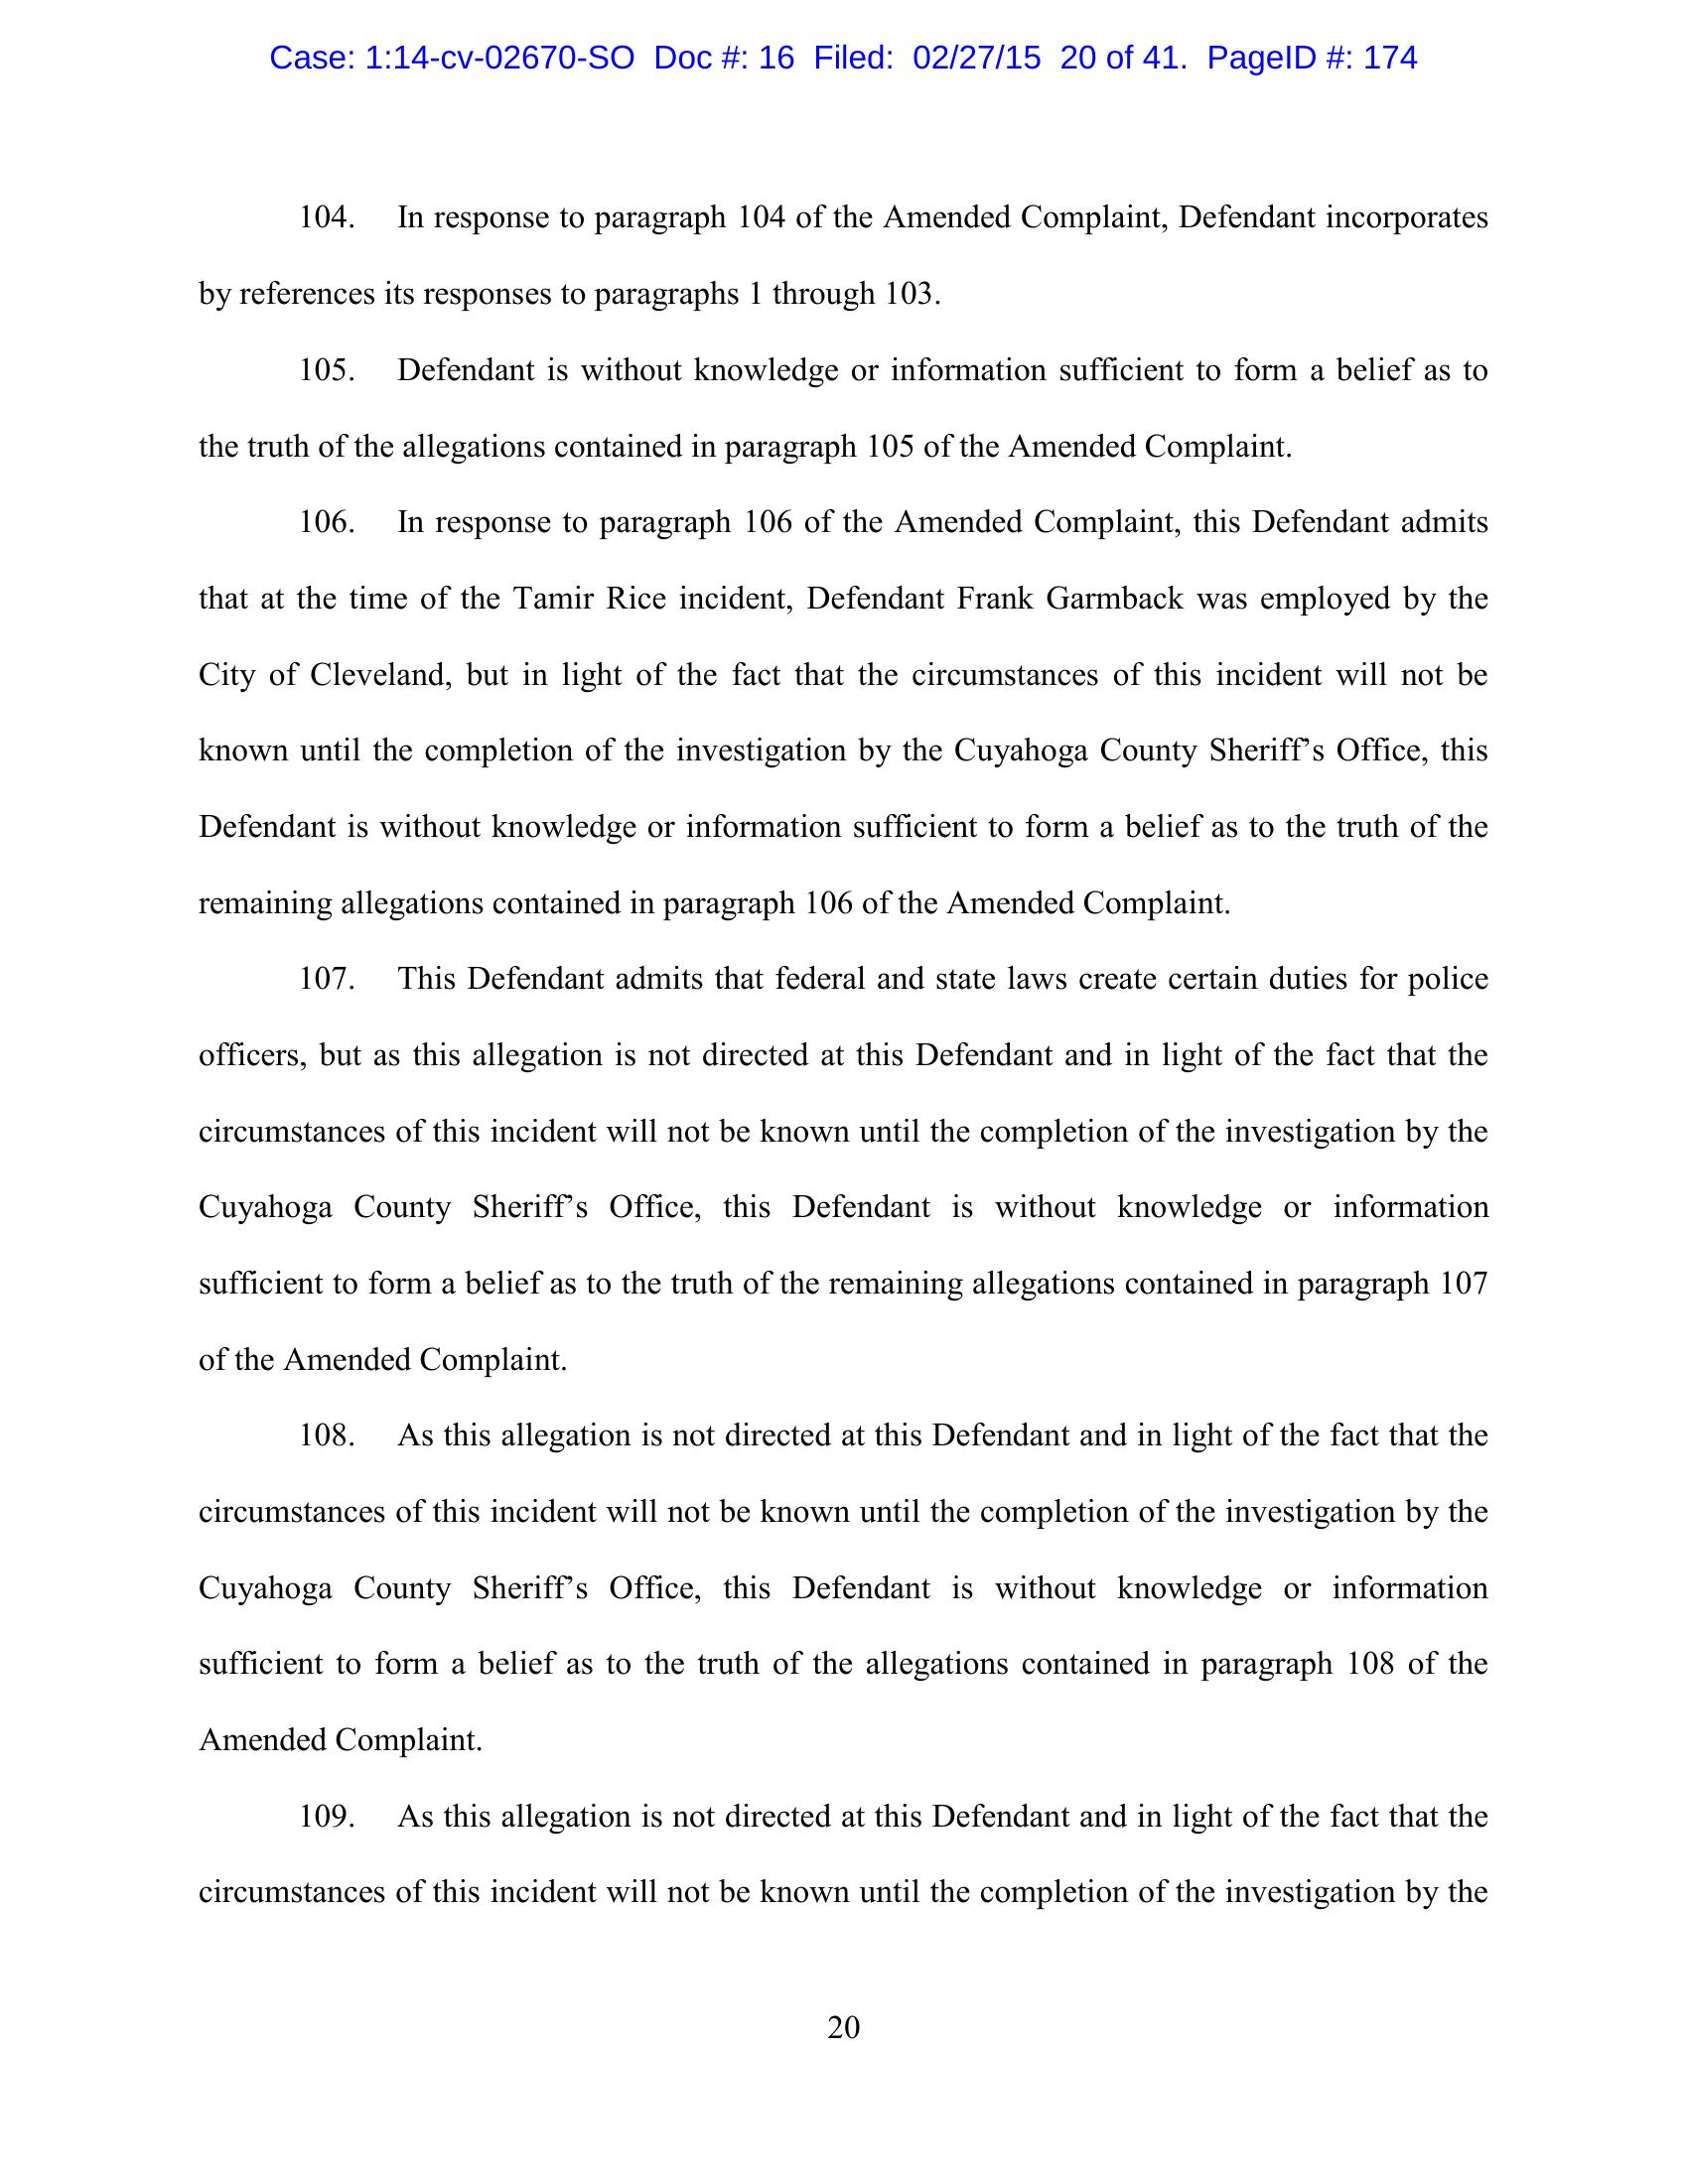 Case: 1:14-cv-02670-SO Doc #: 16 Filed: 02/27/15 20 of 41. PageID #: 174
104. In response to paragraph 104 of the Amended Complaint, Defendant incorporates
by references its responses to paragraphs 1 through 103.
105. Defendant is without knowledge or information sufficient to form a belief as to
the truth of the allegations contained in paragraph 105 of the Amended Complaint.
106. In response to paragraph 106 of the Amended Complaint, this Defendant admits
that at the time of the Tamir Rice incident, Defendant Frank Garmback was employed by the
City of Cleveland, but in light of the fact that the circumstances of this incident will not be
known until the completion of the investigation by the Cuyahoga County Sheriff’s Office, this
Defendant is without knowledge or information sufficient to form a belief as to the truth of the
remaining allegations contained in paragraph 106 of the Amended Complaint.
107. This Defendant admits that federal and state laws create certain duties for police
officers, but as this allegation is not directed at this Defendant and in light of the fact that the
circumstances of this incident will not be known until the completion of the investigation by the
Cuyahoga County Sheriff’s Office, this Defendant is without knowledge or information
sufficient to form a belief as to the truth of the remaining allegations contained in paragraph 107
of the Amended Complaint.
108. As this allegation is not directed at this Defendant and in light of the fact that the
circumstances of this incident will not be known until the completion of the investigation by the
Cuyahoga County Sheriff’s Office, this Defendant is without knowledge or information
sufficient to form a belief as to the truth of the allegations contained in paragraph 108 of the
Amended Complaint.
109. As this allegation is not directed at this Defendant and in light of the fact that the
circumstances of this incident will not be known until the completion of the investigation by the
20